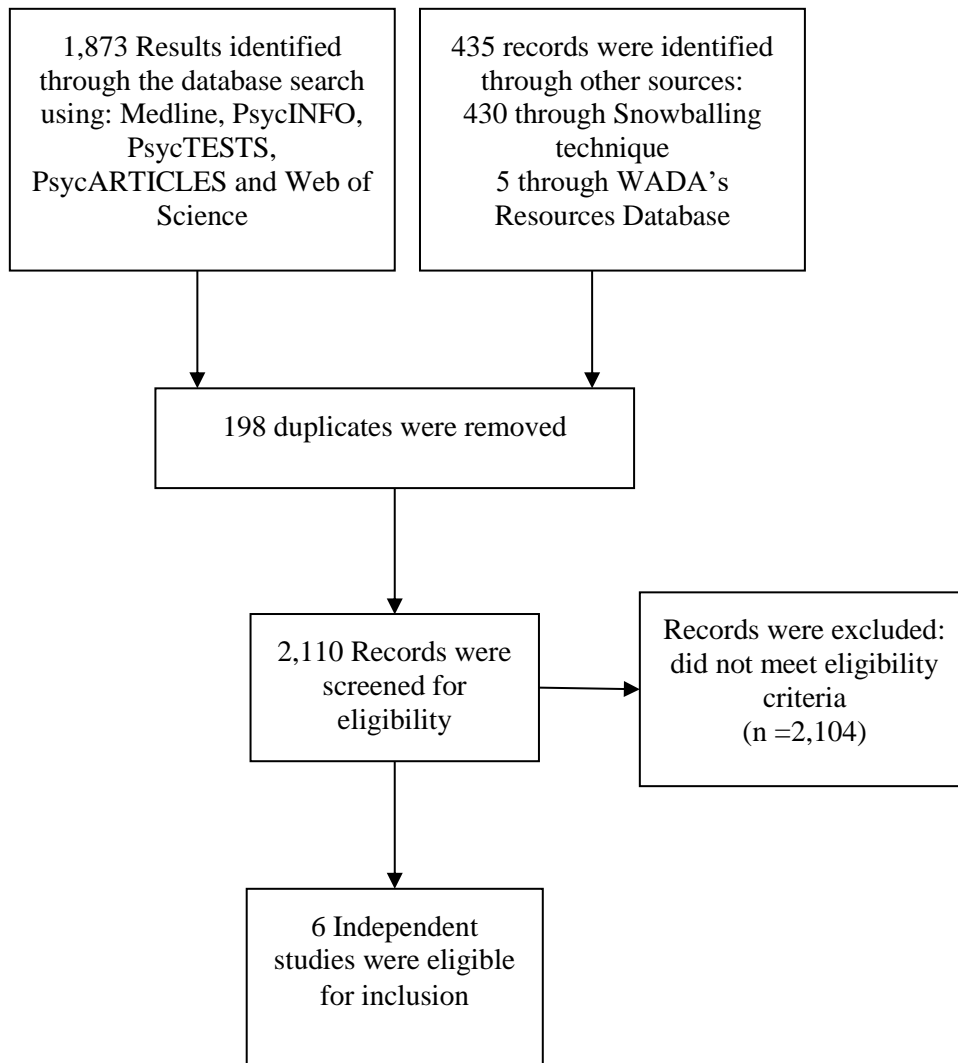 1,873 Results identified
through the database search
using: Medline, PsycINFO,
PsycTESTS,
PsycARTICLES and Web of
Science
435 records were identified
through other sources:
430 through Snowballing
technique
5 through WADA’s
Resources Database
198 duplicates were removed
2,110 Records were
screened for
eligibility
Records were excluded:
did not meet eligibility
criteria
(n =2,104)
6 Independent
studies were eligible
for inclusion